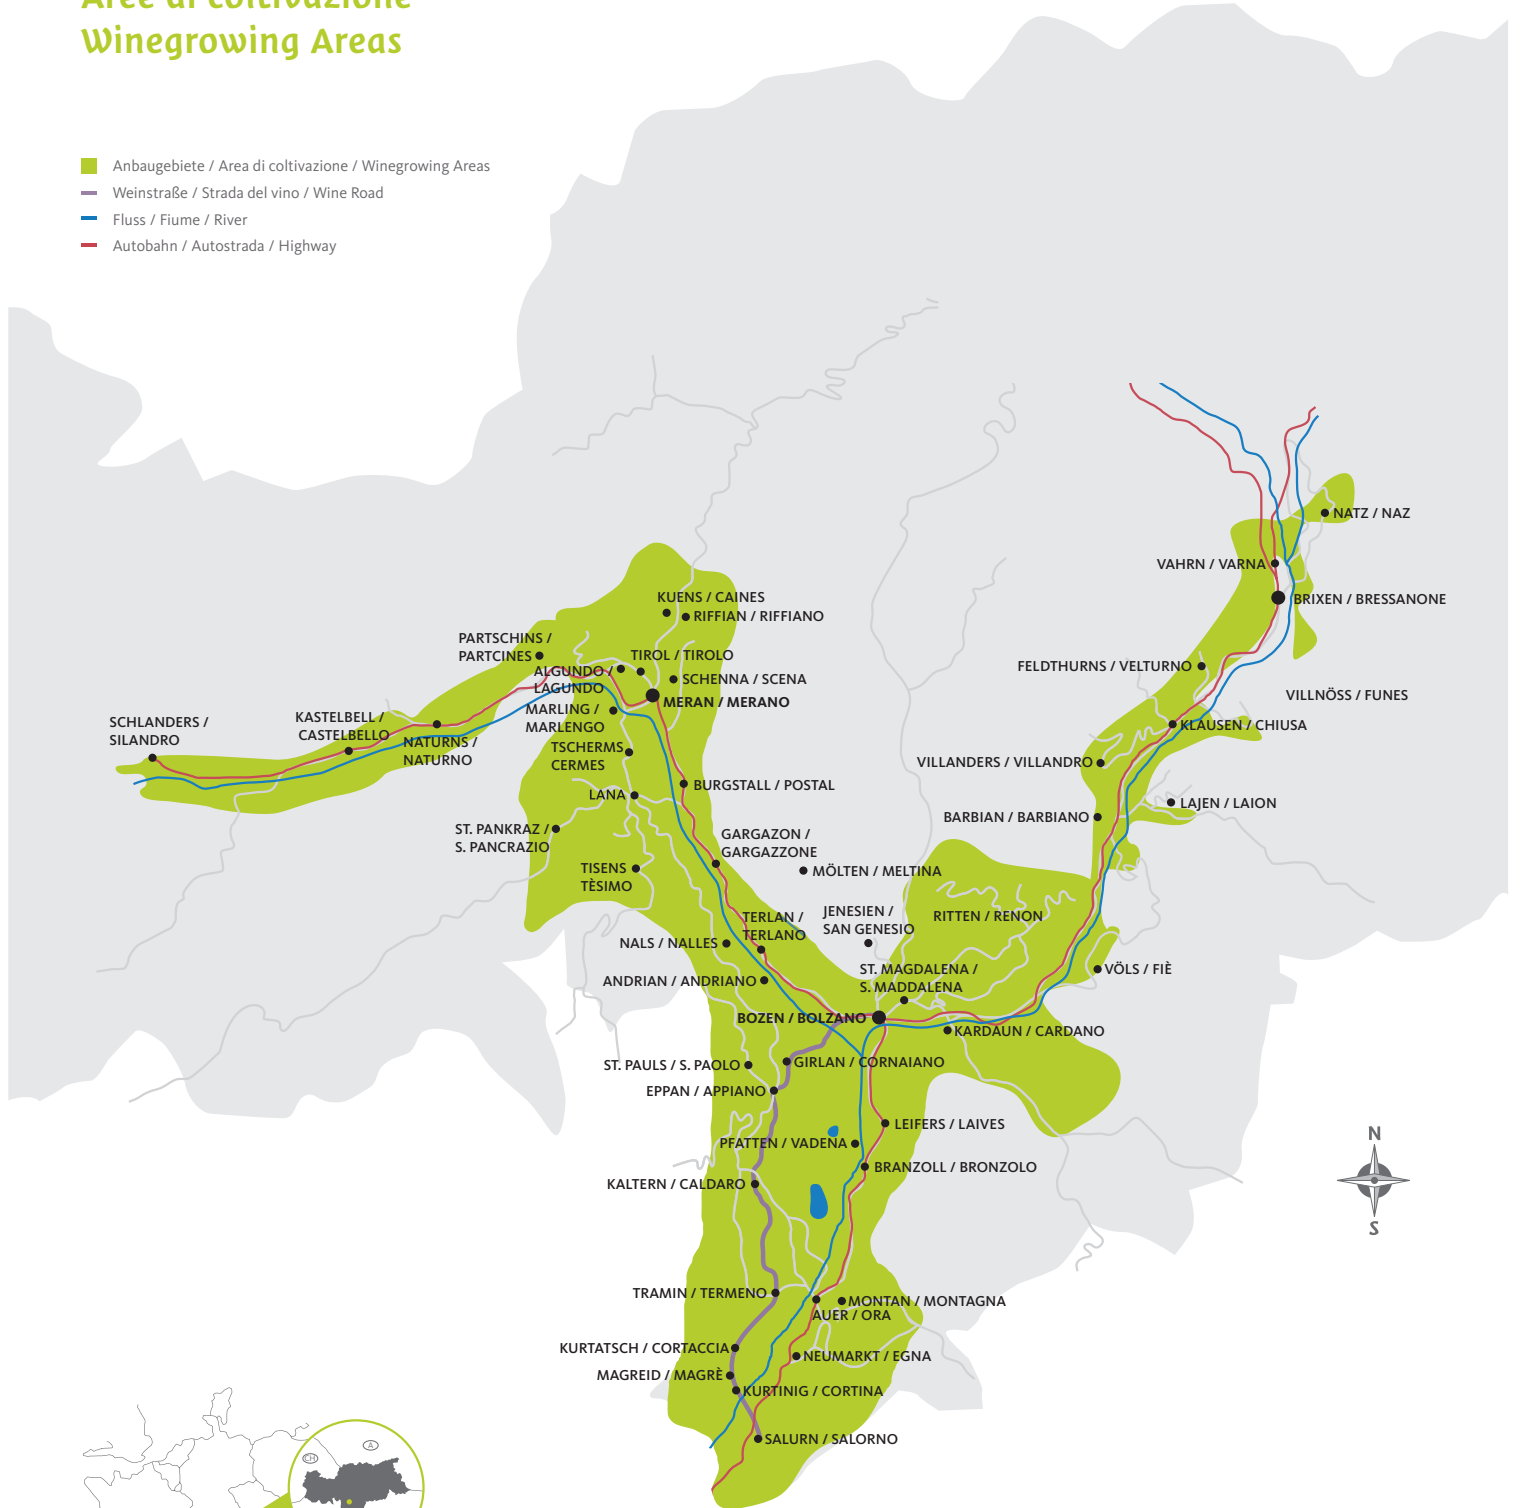 Aree di coltivazione
Winegrowing Areas
Anbaugebiete / Area di coltivazione / Winegrowing Areas
Weinstraße / Strada del vino / Wine Road
Fluss / Fiume / River
Autobahn / Autostrada / Highway
NATZ / NAZ
VAHRN / VARNA
BRIXEN / BRESSANONE
KUENS / CAINES
RIFFIAN / RIFFIANO
PARTSCHINS /
PARTCINES
TIROL / TIROLO
ALGUNDO /
LAGUNDO
SCHENNA / SCENA
MERAN / MERANO
FELDTHURNS / VELTURNO
VILLNÖSS / FUNES
SCHLANDERS /
SILANDRO
KASTELBELL /
CASTELBELLO
NATURNS /
NATURNO
MARLING /
MARLENGO
KLAUSEN / CHIUSA
TSCHERMS
CERMES
VILLANDERS / VILLANDRO
BURGSTALL / POSTAL
LANA
LAJEN / LAION
BARBIAN / BARBIANO
ST. PANKRAZ /
S. PANCRAZIO
GARGAZON /
GARGAZZONE
TISENS
TÈSIMO
MÖLTEN / MELTINA
TERLAN /
TERLANO
JENESIEN /
SAN GENESIO
RITTEN / RENON
NALS / NALLES
ST. MAGDALENA /
S. MADDALENA
VÖLS / FIÈ
ANDRIAN / ANDRIANO
BOZEN / BOLZANO
KARDAUN / CARDANO
ST. PAULS / S. PAOLO
GIRLAN / CORNAIANO
EPPAN / APPIANO
LEIFERS / LAIVES
PFATTEN / VADENA
BRANZOLL / BRONZOLO
KALTERN / CALDARO
N
S
TRAMIN / TERMENO
MONTAN / MONTAGNA
AUER / ORA
KURTATSCH / CORTACCIA
NEUMARKT / EGNA
MAGREID / MAGRÈ
KURTINIG / CORTINA
SALURN / SALORNO
A
CH